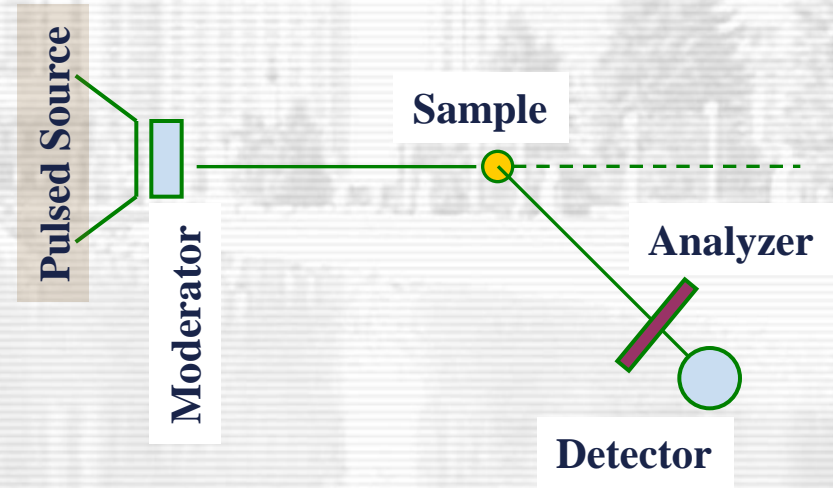 Pulsed Source
Moderator
Sample
Analyzer
Detector